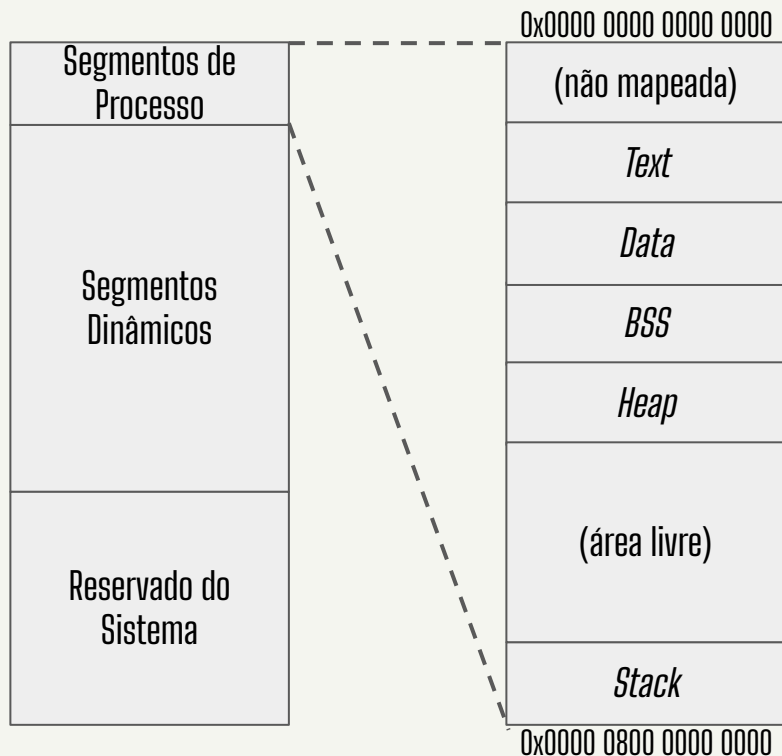 Segmentos de
Processo
Segmentos
Dinâmicos
Reservado do
Sistema
0x0000 0000 0000 0000
(não mapeada)
Text
Data
BSS
Heap
(área livre)
Stack
0x0000 0800 0000 0000